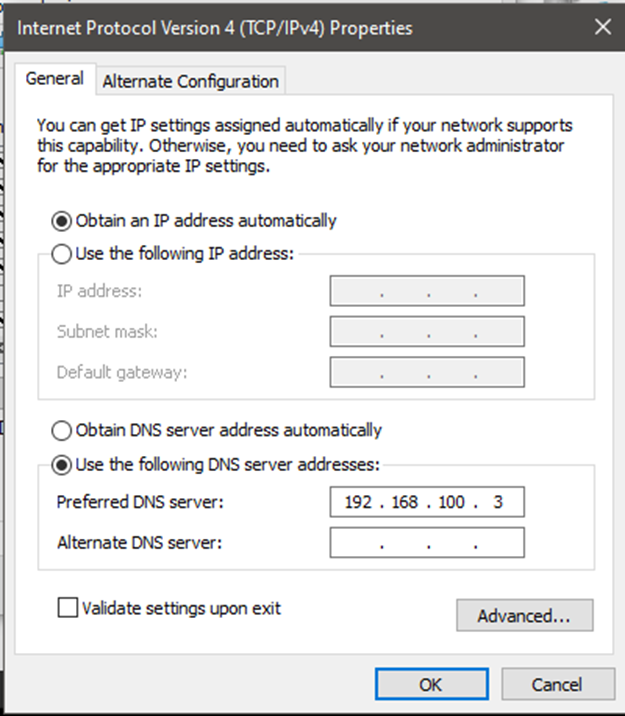 Internet Protocol Version 4 (TCP/IPv4) Properties
General
Alternate Configuration
You can get IP settings assigned automatically if your network supports
this capability. Otherwise, you need to ask your network administrator
for the appropriate IP settings.
Obtain an IP address automatically
Use the following IP address:
IP address: . . .
Subnet mask: . . .
Default gateway: . . .
Obtain DNS server address automatically
Use the following DNS server addresses:
Preferred DNS server: 192 . 168 . 100 . 3
Alternate DNS server: . . .
Validate settings upon exit
Advanced...
OK
Cancel